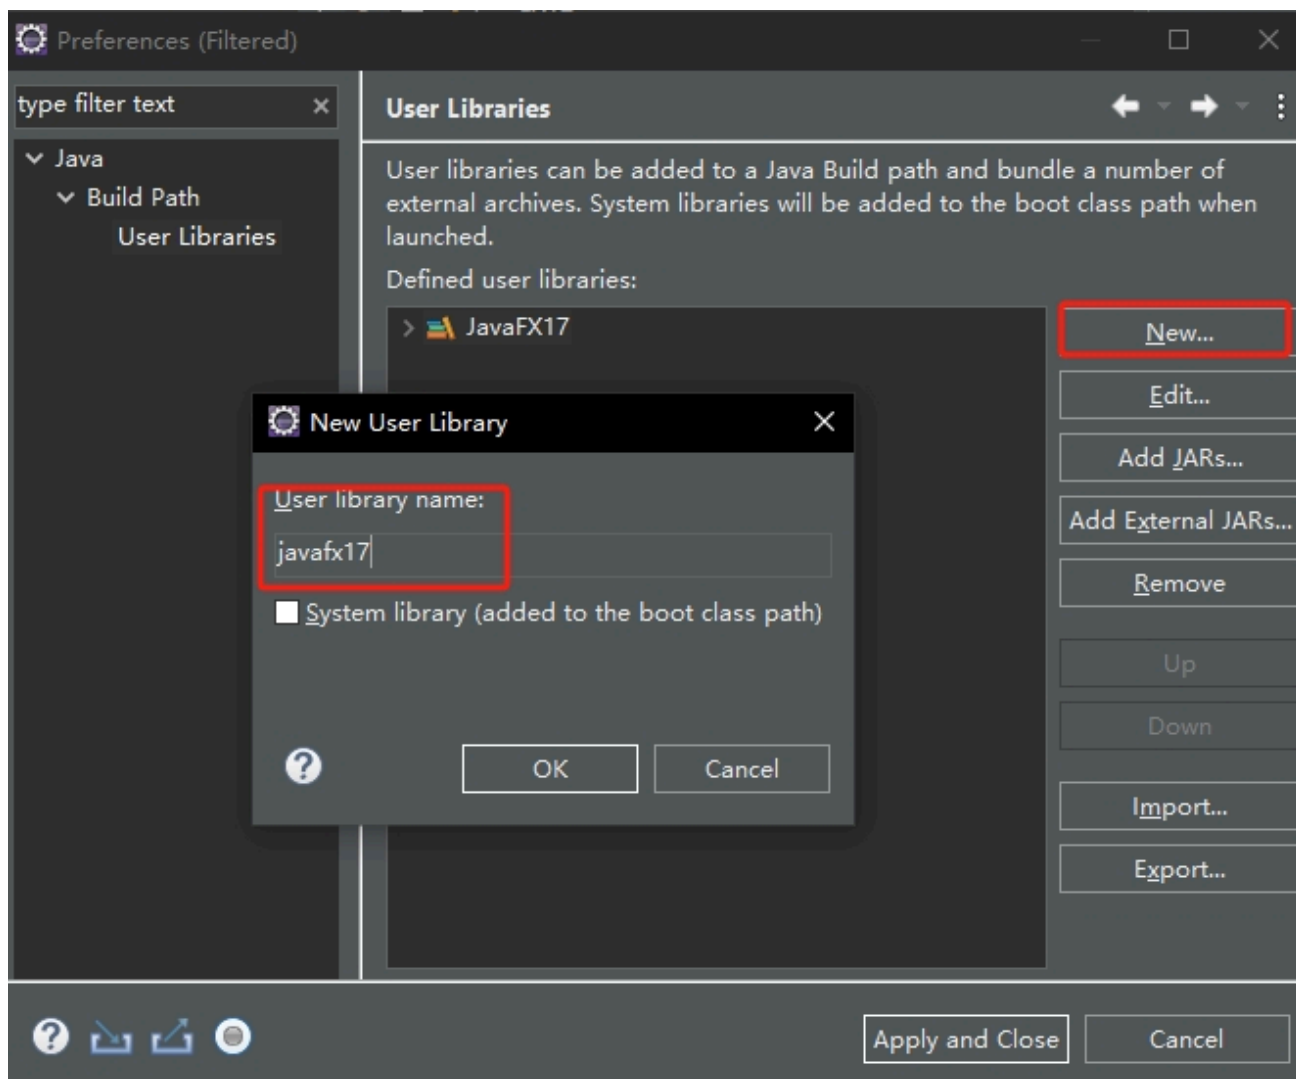 Preferences (Filtered)
type filter text
User Libraries
Java
Build Path
User Libraries
User libraries can be added to a Java Build path and bundle a number of
external archives. System libraries will be added to the boot class path when
launched.
Defined user libraries:
JavaFX17
New...
Edit...
Add JARs...
Add External JARs...
Remove
Up
Down
Import...
Export...
New User Library
User library name:
javafx17
System library (added to the boot class path)
OK
Cancel
Apply and Close
Cancel